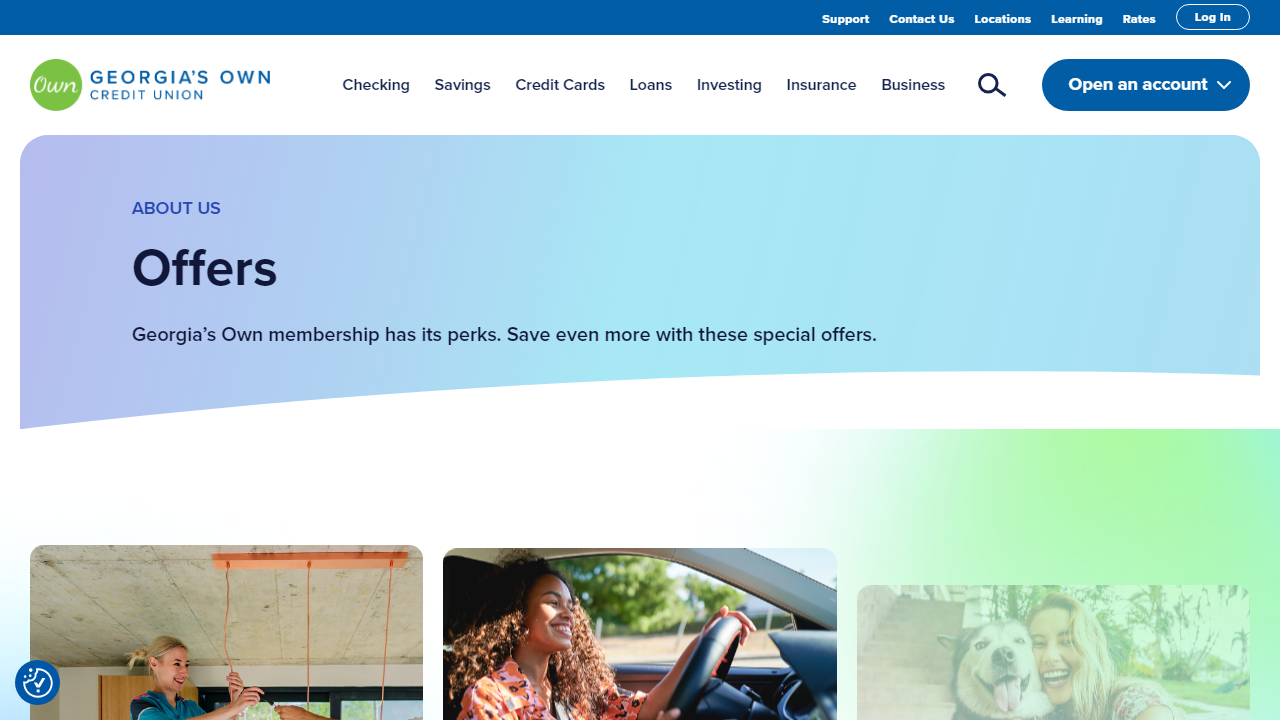 Support Contact Us Locations Learning Rates Log In
Own GEORGIA'S OWN
CREDIT UNION
Checking Savings Credit Cards Loans Investing Insurance Business Open an account
ABOUT US
Offers
Georgia’s Own membership has its perks. Save even more with these special offers.